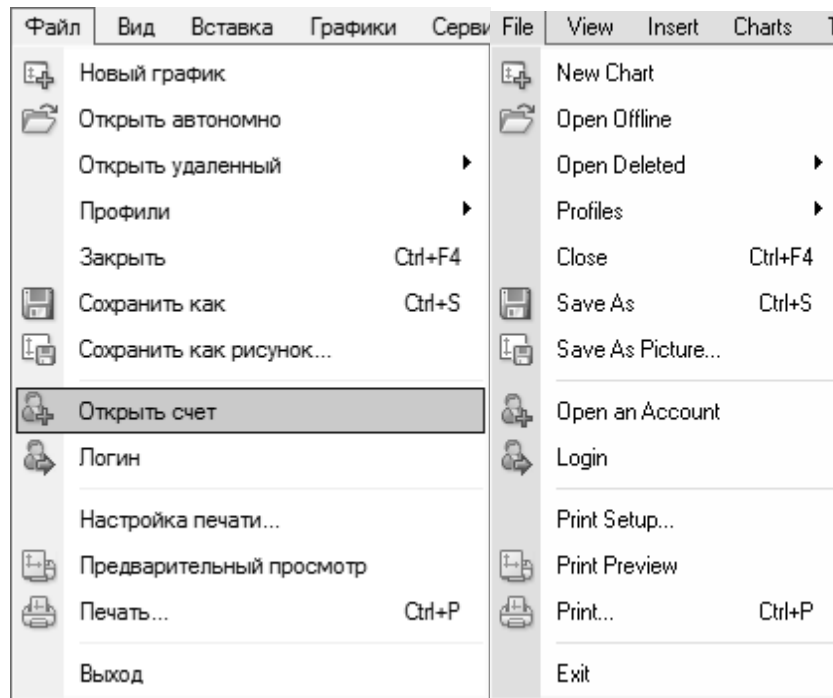 Файл Вид Вставка Графики
Новый график
Открыть автономно
Открыть удаленный
Профили
Закрыть Ctrl+F4
Сохранить как Ctrl+S
Сохранить как рисунок...
Открыть счет
Логин
Настройка печати...
Предварительный просмотр
Печать... Ctrl+P
Выход
File View Insert Charts
New Chart
Open Offline
Open Deleted
Profiles
Close Ctrl+F4
Save As Ctrl+S
Save As Picture...
Open an Account
Login
Print Setup...
Print Preview
Print... Ctrl+P
Exit